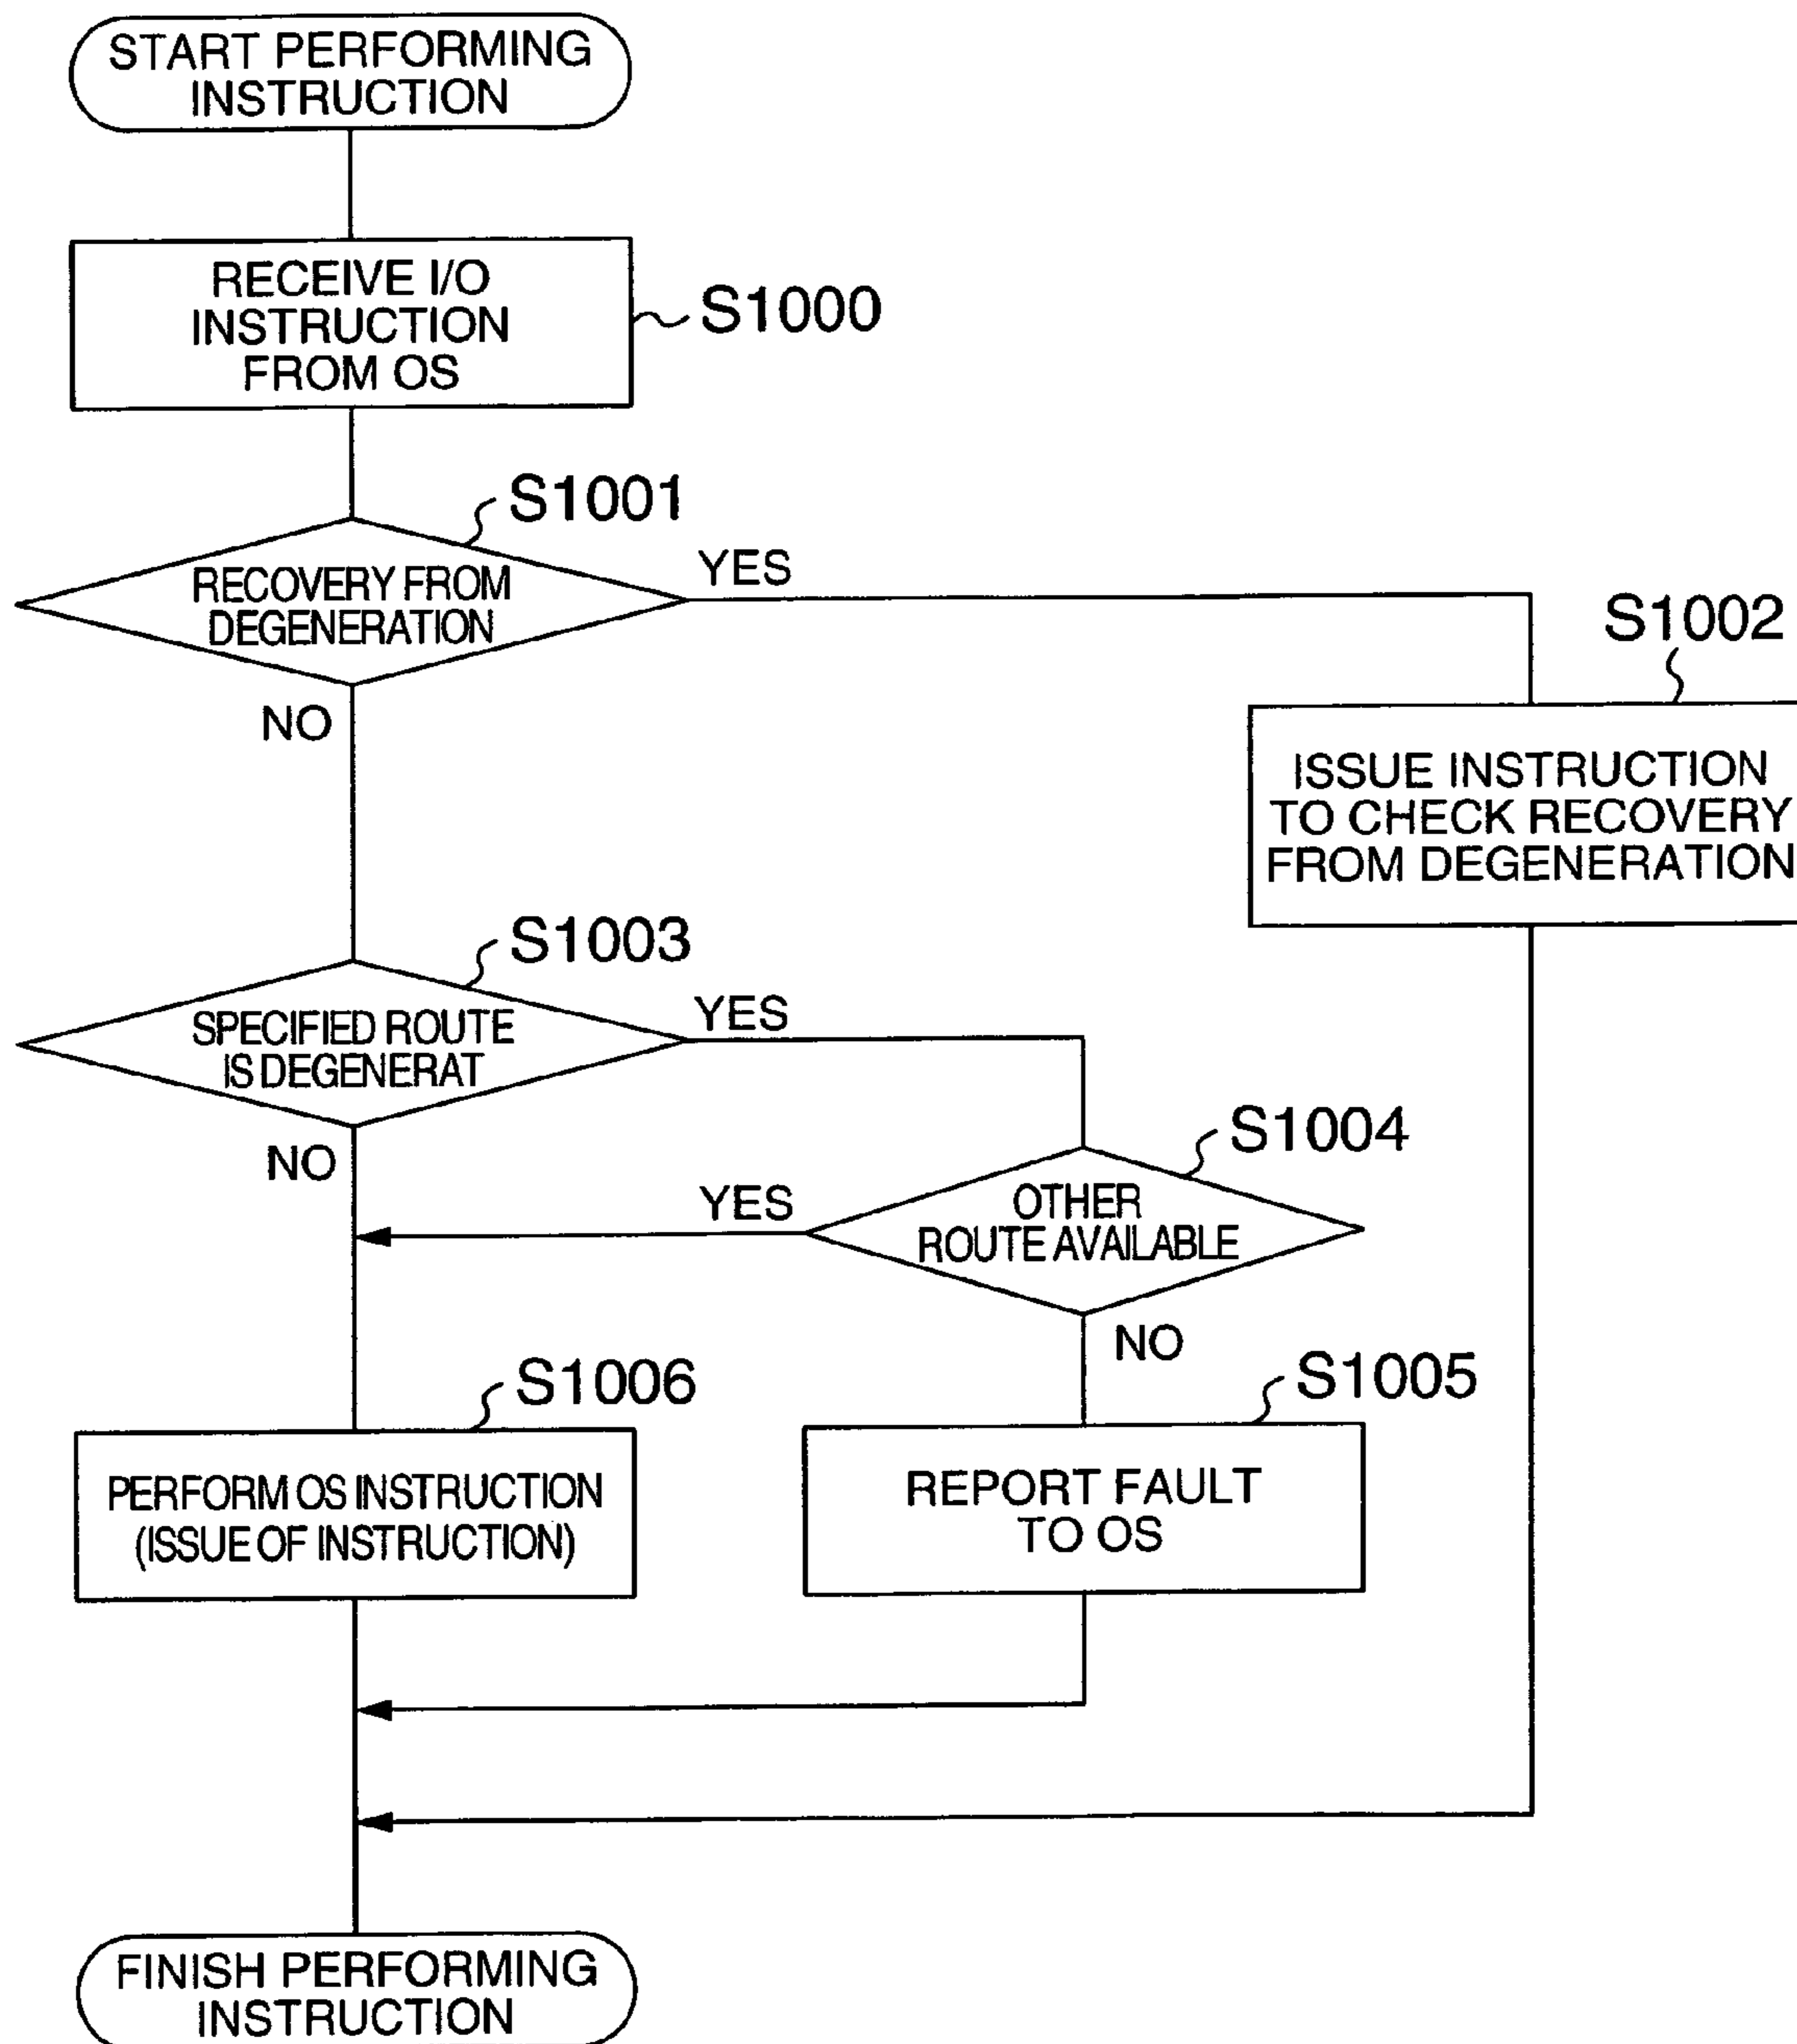 START PERFORMING
INSTRUCTION
RECEIVE I/O
INSTRUCTION
FROM OS
S1000
S1001
RECOVERY FROM
DEGENERATION
YES
NO
S1002
ISSUE INSTRUCTION
TO CHECK RECOVERY
FROM DEGENERATION
S1003
SPECIFIED ROUTE
IS DEGENERAT
YES
NO
S1004
OTHER
ROUTE AVAILABLE
YES
NO
S1005
REPORT FAULT
TO OS
S1006
PERFORM OS INSTRUCTION
(ISSUE OF INSTRUCTION)
FINISH PERFORMING
INSTRUCTION